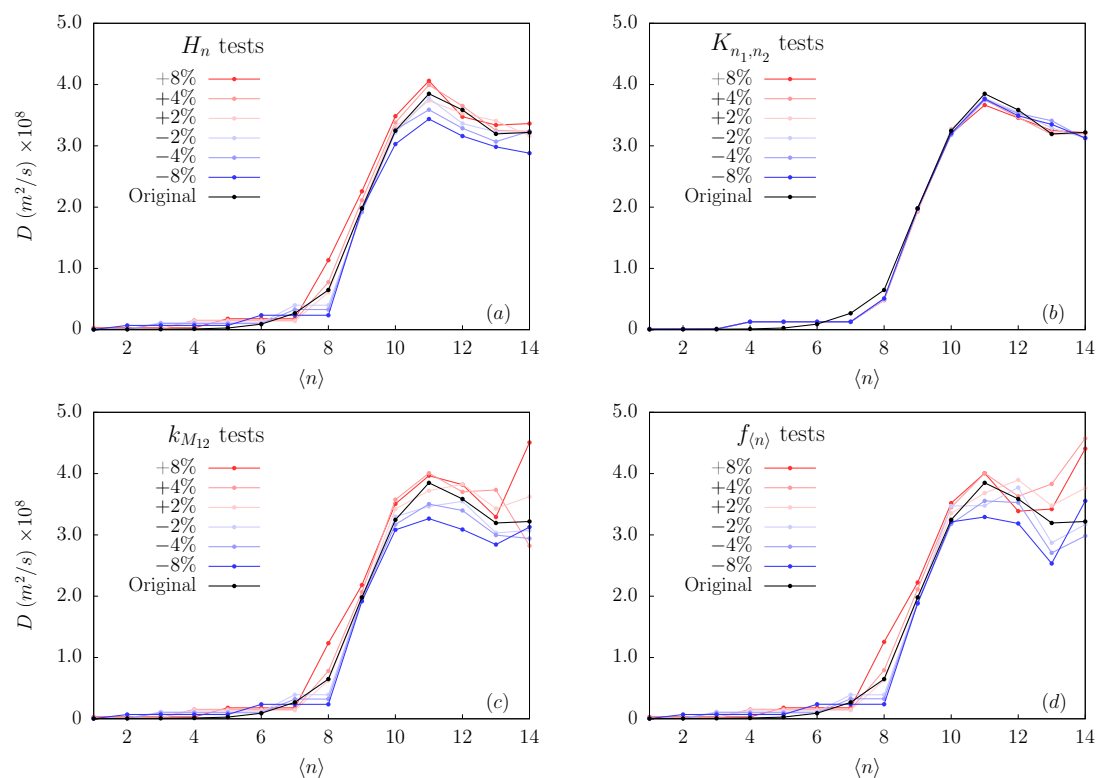 H_n tests
+8%
+4%
+2%
−2%
−4%
−8%
Original
D (m²/s) ×10⁸
5.0
4.0
3.0
2.0
1.0
0
2 4 6 8 10 12 14
⟨n⟩
(a)
K_{n₁,n₂}
+8%
+4%
+2%
−2%
−4%
−8%
Original
5.0
4.0
3.0
2.0
1.0
0
2 4 6 8 10 12 14
⟨n⟩
(b)
k_{M₁₂} tests
+8%
+4%
+2%
−2%
−4%
−8%
Original
D (m²/s) ×10⁸
5.0
4.0
3.0
2.0
1.0
0
2 4 6 8 10 12 14
⟨n⟩
(c)
f_{⟨n⟩} tests
+8%
+4%
+2%
−2%
−4%
−8%
Original
5.0
4.0
3.0
2.0
1.0
0
2 4 6 8 10 12 14
⟨n⟩
(d)